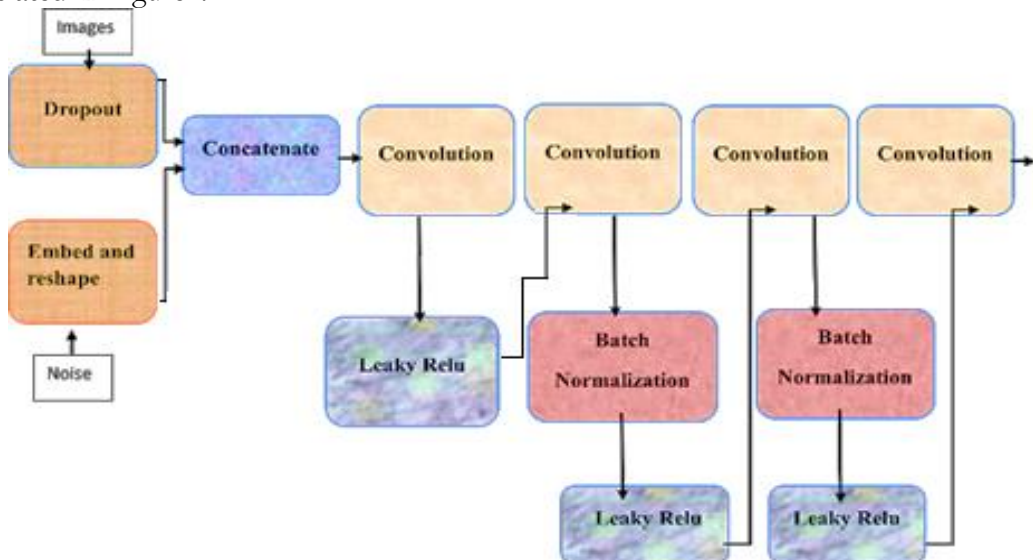 Images
Dropout
Concatenate
Convolution
Convolution
Convolution
Convolution
Embed and
reshape
Noise
Leaky Relu
Batch
Normalization
Batch
Normalization
Leaky Relu
Leaky Relu